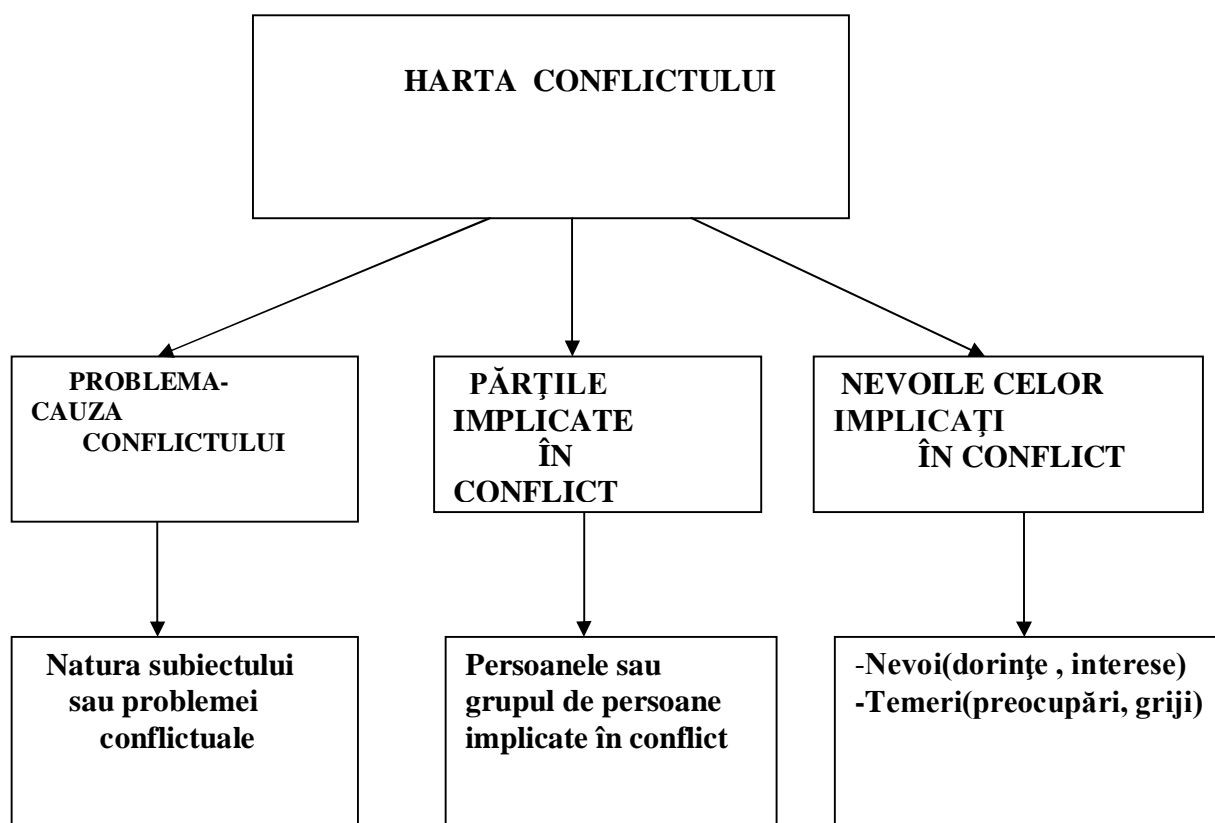 HARTA CONFLICTULUI
PROBLEMA-
CAUZA
CONFLICTULUI
PĂRŢILE
IMPLICATE
ÎN
CONFLICT
NEVOILE CELOR
IMPLICAŢI
ÎN CONFLICT
Natura subiectului
sau problemei
conflictuale
Persoanele sau
grupul de persoane
implicate în conflict
-Nevoi(dorinţe , interese)
-Temeri(preocupări, griji)